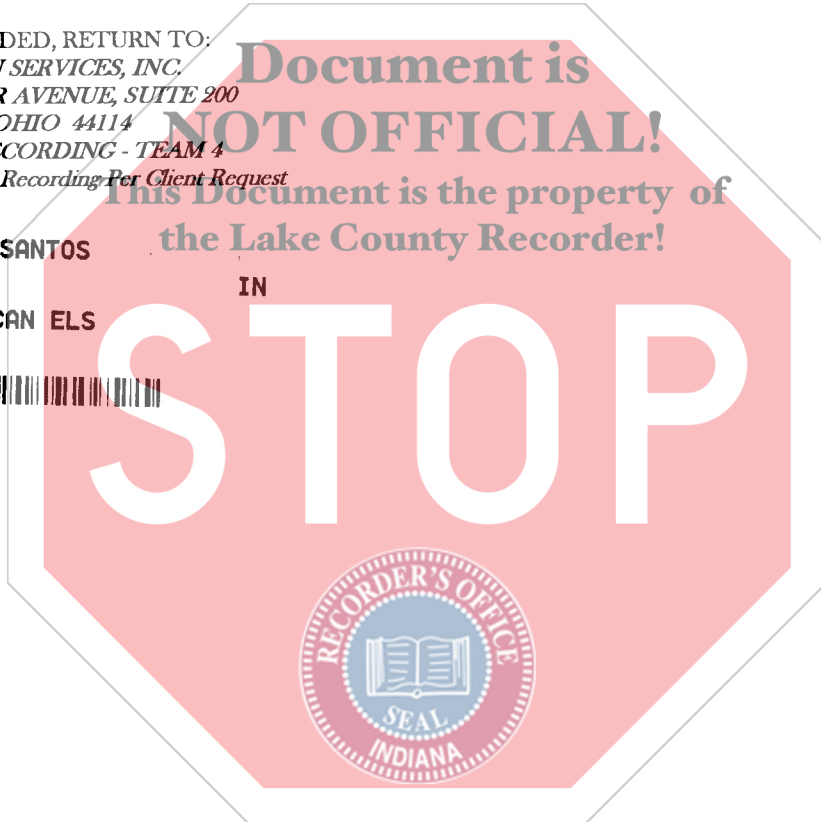 DED, RETURN TO:
SERVICES, INC.
R AVENUE, SUITE 200
OHIO 44114
CORDING - TEAM 4
Recording Per Client Request
Document is
NOT OFFICIAL!
This Document is the property of
the Lake County Recorder!
SANTOS
IN
CAN ELS
STOP
RECORDER'S OFFICE
SEAL
INDIANA